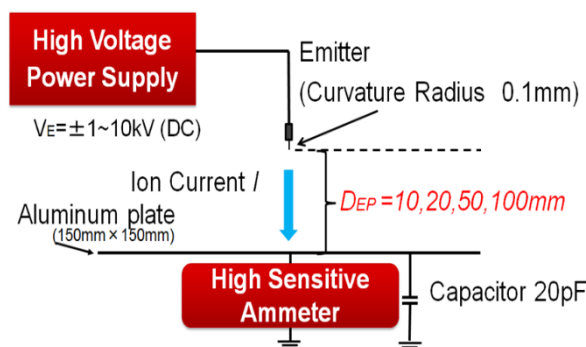 High Voltage
Power Supply
Emitter
(Curvature Radius 0.1mm)
VE=±1~10kV (DC)
Ion Current /
DEP=10,20,50,100mm
Aluminum plate
(150mm×150mm)
High Sensitive
Ammeter
Capacitor 20pF